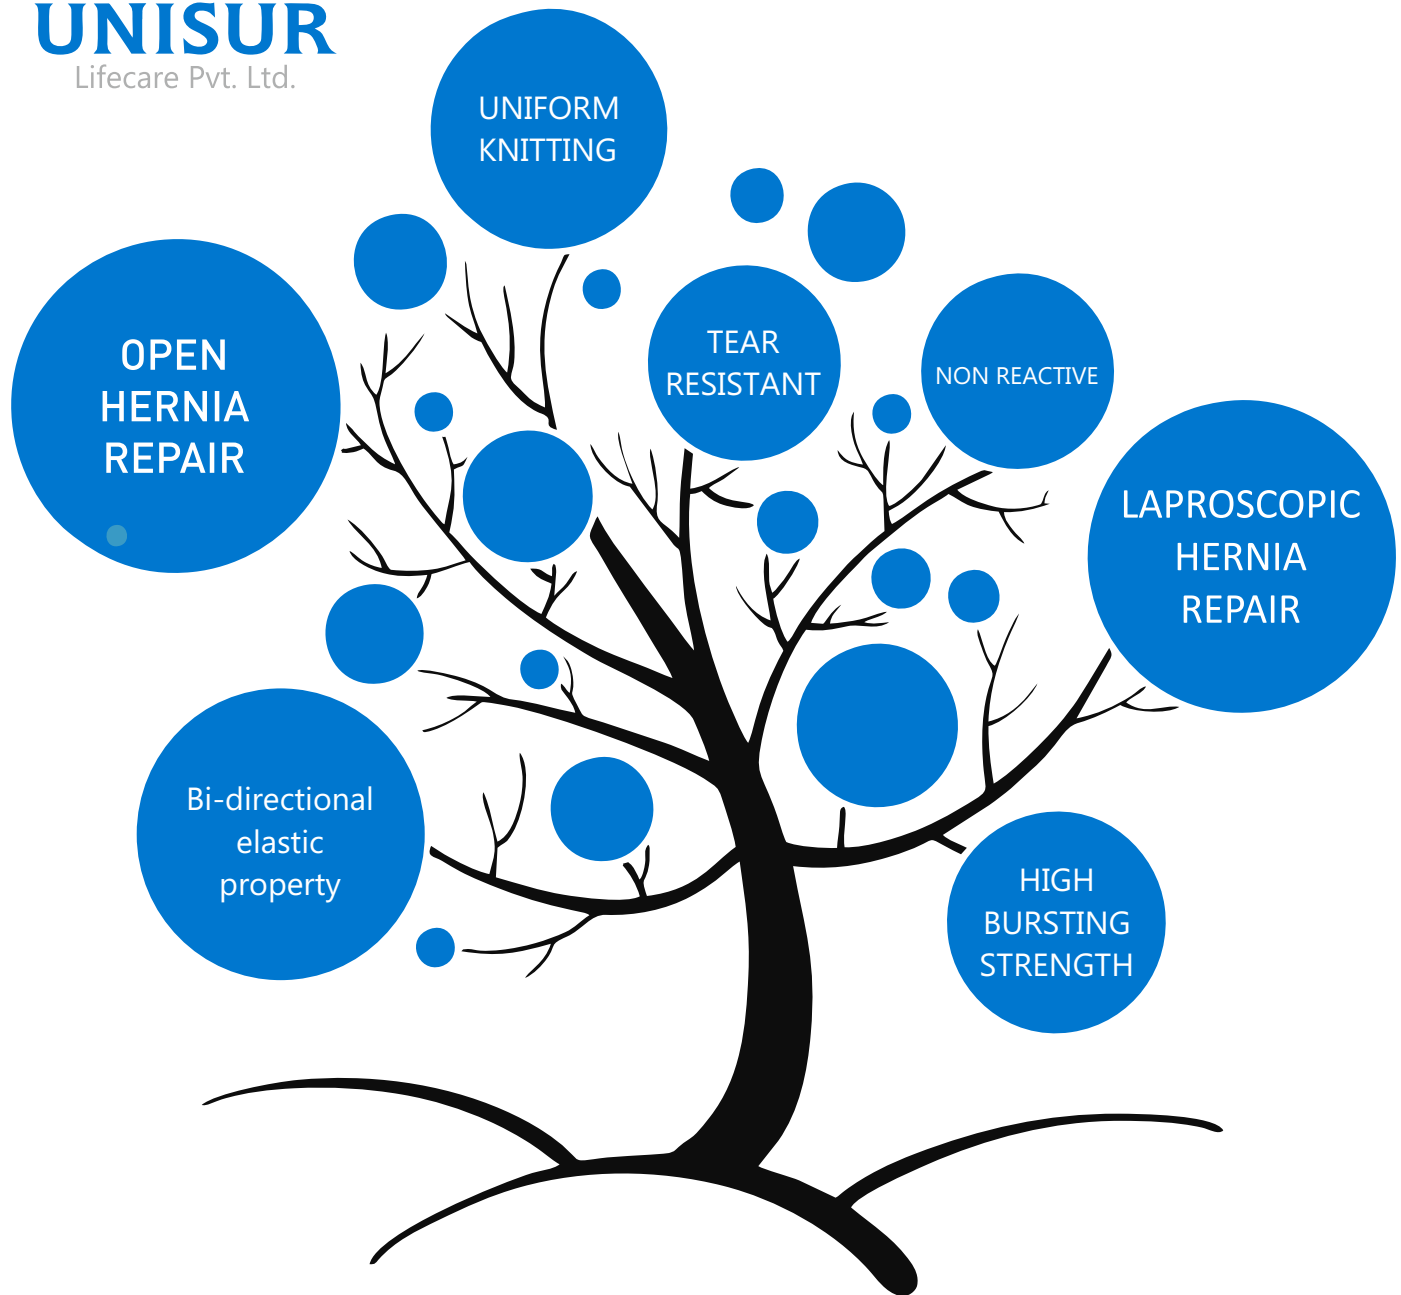 UNISUR
Lifecare Pvt. Ltd.
UNIFORM
KNITTING
OPEN
HERNIA
REPAIR
TEAR
RESISTANT
NON REACTIVE
LAPROSCOPIC
HERNIA
REPAIR
Bi-directional
elastic
property
HIGH
BURSTING
STRENGTH